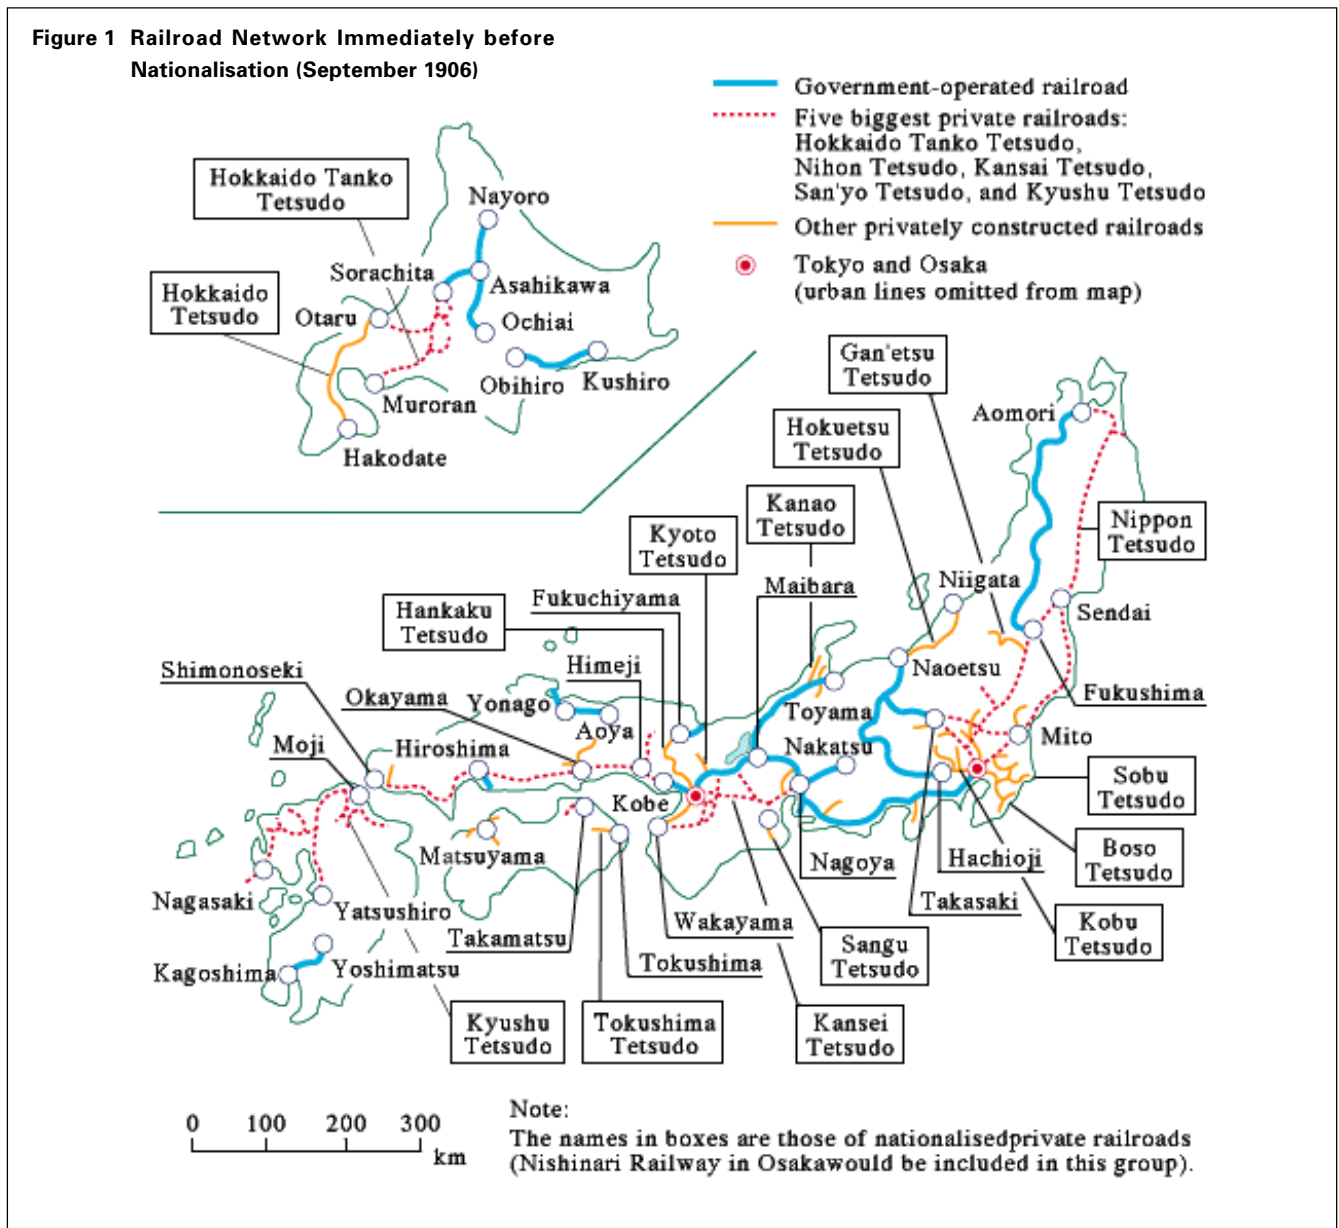 Figure 1 Railroad Network Immediately before
Nationalisation (September 1906)
Government-operated railroad
Five biggest private railroads:
Hokkaido Tanko Tetsudo,
Nihon Tetsudo, Kansai Tetsudo,
San'yo Tetsudo, and Kyushu Tetsudo
Other privately constructed railroads
Tokyo and Osaka
(urban lines omitted from map)
Hokkaido Tanko
Tetsudo
Nayoro
Sorachita
Asahikawa
Hokkaido
Tetsudo
Otaru
Ochiai
Obihiro
Kushiro
Muroran
Hakodate
Gan'etsu
Tetsudo
Aomori
Hokuetsu
Tetsudo
Kanao
Tetsudo
Nippon
Tetsudo
Kyoto
Tetsudo
Maibara
Niigata
Sendai
Fukuchiyama
Hankaku
Tetsudo
Himeji
Naoetsu
Fukushima
Shimonoseki
Okayama
Yonago
Aoya
Toyama
Moji
Hiroshima
Nakatsu
Mito
Sobu
Tetsudo
Kobe
Matsuyama
Nagoya
Hachioji
Boso
Tetsudo
Nagasaki
Yatsushiro
Takasaki
Takamatsu
Wakayama
Kobu
Tetsudo
Sangu
Tetsudo
Tokushima
Kagoshima
Yoshimatsu
Kyushu
Tetsudo
Tokushima
Tetsudo
Kansei
Tetsudo
0 100 200 300
km
Note:
The names in boxes are those of nationalisedprivate railroads
(Nishinari Railway in Osakawould be included in this group).